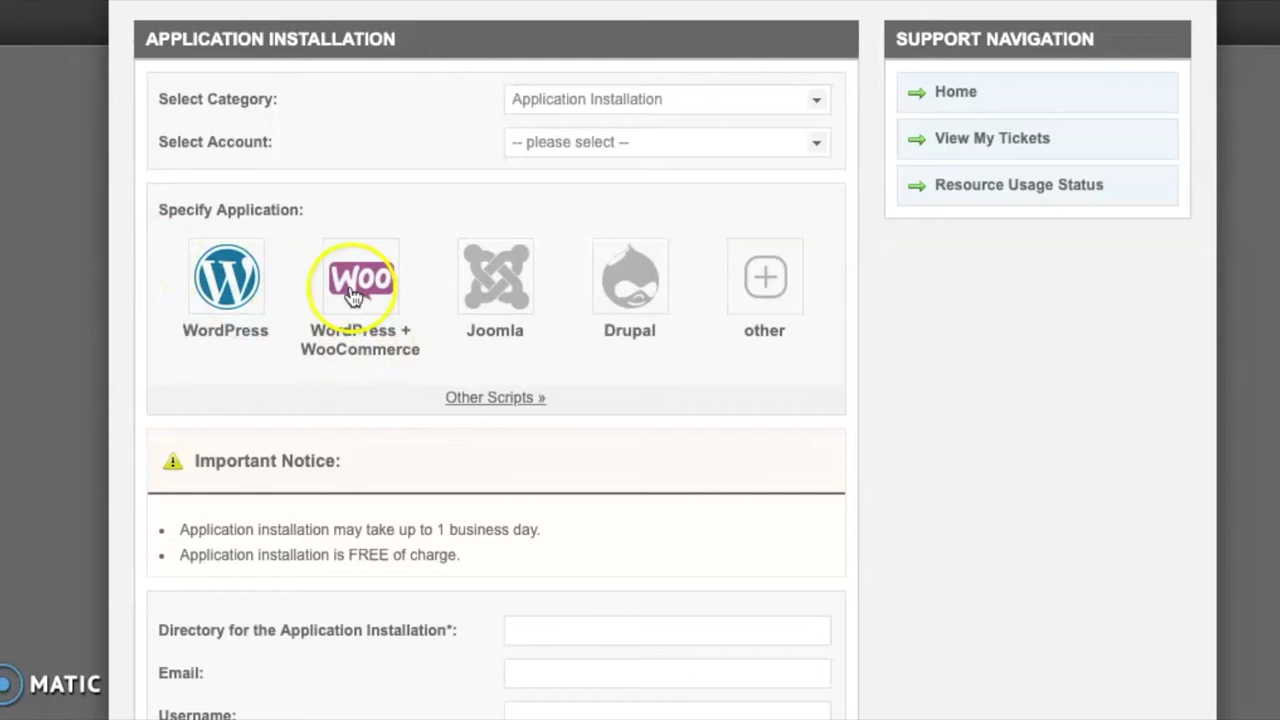 APPLICATION INSTALLATION
SUPPORT NAVIGATION
Select Category:
Application Installation
Select Account:
-- please select --
Home
View My Tickets
Resource Usage Status
Specify Application:
W
WOO
WordPress
WordPress +
WooCommerce
Joomla
Drupal
other
Other Scripts »
Important Notice:
• Application installation may take up to 1 business day.
• Application installation is FREE of charge.
Directory for the Application Installation*:
Email:
Username:
MATIC